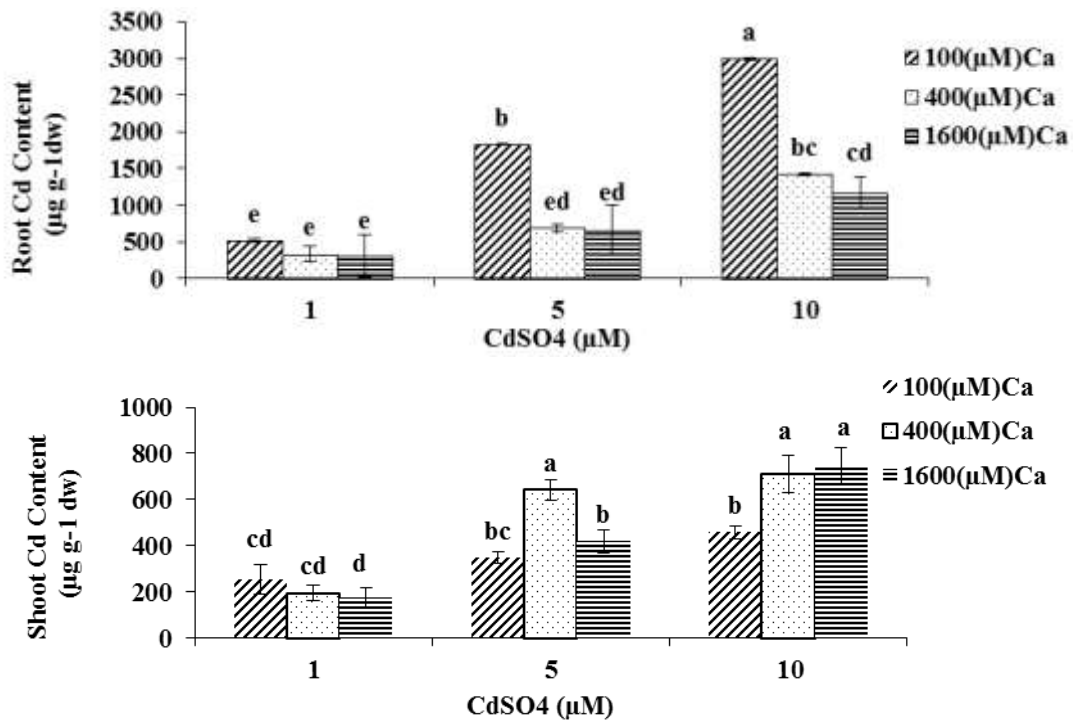 3500
3000
2500
2000
1500
1000
500
0
Root Cd Content
(µg g-1dw)
e e e
b ed ed
a bc cd
1 5 10
CdSO4 (µM)
100(µM)Ca
400(µM)Ca
1600(µM)Ca
1000
800
600
400
200
0
Shoot Cd Content
(µg g-1 dw)
cd cd d
bc a b
b a a
1 5 10
CdSO4 (µM)
100(µM)Ca
400(µM)Ca
1600(µM)Ca